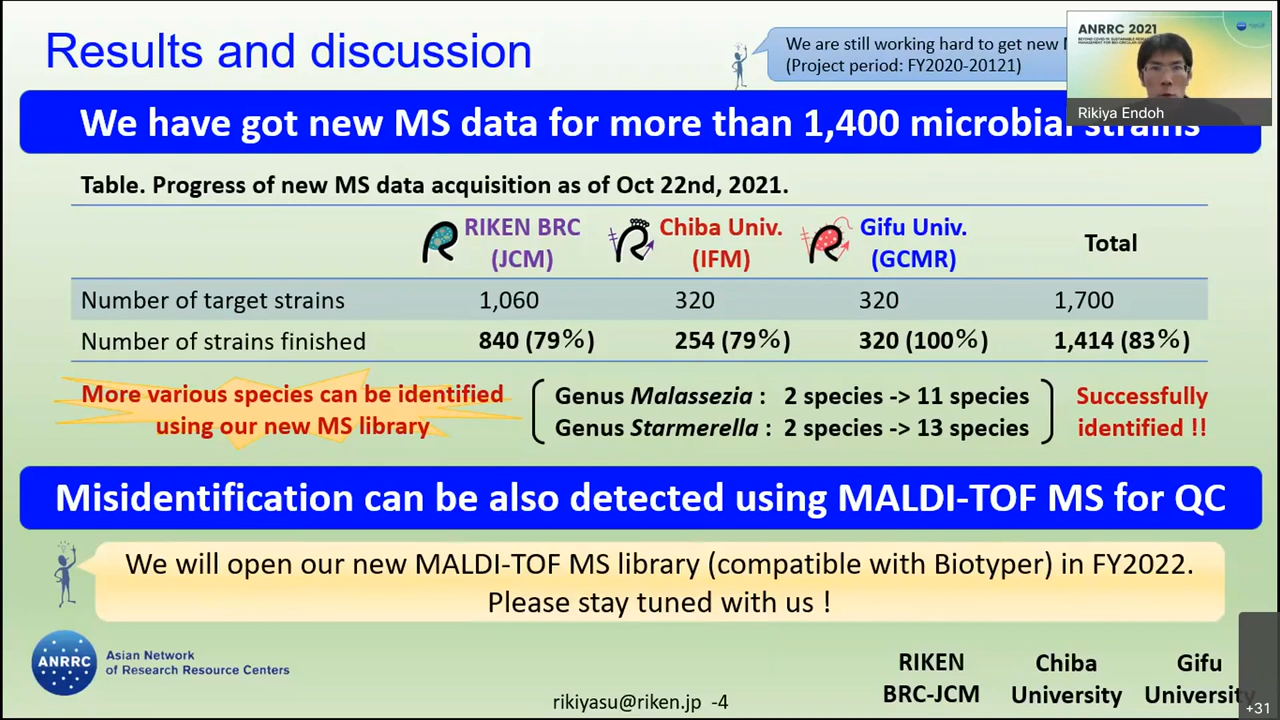 Results and discussion
We are still working hard to get new
(Project period: FY2020-20121)
ANRRC 2021
Rikiya Endoh
We have got new MS data for more than 1,400 microbial strains
Table. Progress of new MS data acquisition as of Oct 22nd, 2021.
RIKEN BRC (JCM)
Chiba Univ. (IFM)
Gifu Univ. (GCMR)
Total
Number of target strains 1,060 320 320 1,700
Number of strains finished 840 (79%) 254 (79%) 320 (100%) 1,414 (83%)
More various species can be identified
using our new MS library
Genus Malassezia : 2 species -> 11 species
Genus Starmerella : 2 species -> 13 species
Successfully
identified !!
Misidentification can be also detected using MALDI-TOF MS for QC
We will open our new MALDI-TOF MS library (compatible with Biotyper) in FY2022.
Please stay tuned with us !
ANRRC
Asian Network
of Research Resource Centers
rikiyasu@riken.jp -4
RIKEN
BRC-JCM
Chiba
University
Gifu
University
+31